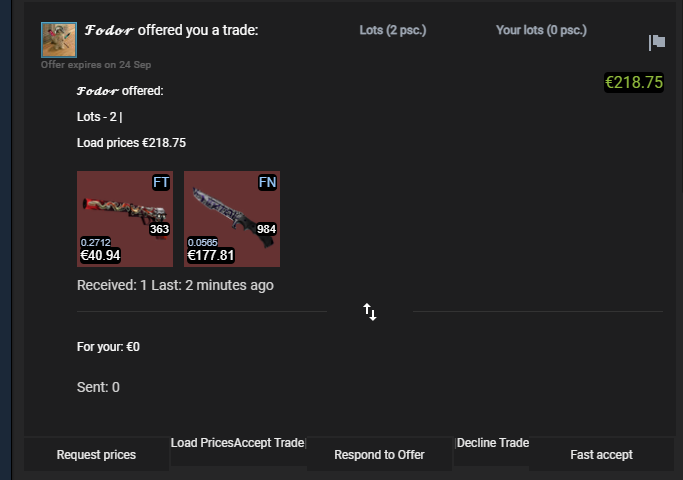 𝓕𝓸𝓭𝓸𝓻 offered you a trade:
Lots (2 psc.)
Your lots (0 psc.)
Offer expires on 24 Sep
€218.75
𝓕𝓸𝓭𝓸𝓻 offered:
Lots - 2 |
Load prices €218.75
FT
363
0.2712
€40.94
FN
984
0.0565
€177.81
Received: 1 Last: 2 minutes ago
For your: €0
Sent: 0
Request prices
Load PricesAccept Trade
Respond to Offer
Decline Trade
Fast accept